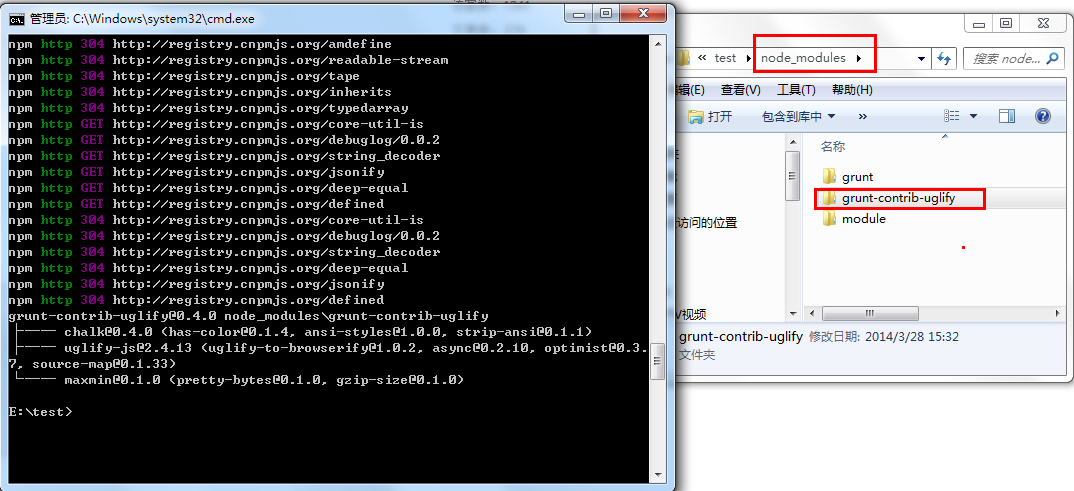 管理员: C:\Windows\system32\cmd.exe
npm http 304 http://registry.cnpmjs.org/amdefine
npm http 304 http://registry.cnpmjs.org/readable-stream
npm http 304 http://registry.cnpmjs.org/tape
npm http 304 http://registry.cnpmjs.org/inherits
npm http 304 http://registry.cnpmjs.org/typedarray
npm http GET http://registry.cnpmjs.org/core-util-is
npm http GET http://registry.cnpmjs.org/debuglog/0.0.2
npm http GET http://registry.cnpmjs.org/string_decoder
npm http GET http://registry.cnpmjs.org/jsonify
npm http GET http://registry.cnpmjs.org/deep-equal
npm http GET http://registry.cnpmjs.org/defined
npm http 304 http://registry.cnpmjs.org/core-util-is
npm http 304 http://registry.cnpmjs.org/debuglog/0.0.2
npm http 304 http://registry.cnpmjs.org/string_decoder
npm http 304 http://registry.cnpmjs.org/deep-equal
npm http 304 http://registry.cnpmjs.org/jsonify
npm http 304 http://registry.cnpmjs.org/defined
grunt-contrib-uglify@0.4.0 node_modules\grunt-contrib-uglify
├── chalk@0.4.0 (has-color@0.1.4, ansi-styles@1.0.0, strip-ansi@0.1.1)
├── uglify-js@2.4.13 (uglify-to-browserify@1.0.2, async@0.2.10, optimist@0.3.
7, source-map@0.1.33)
└── maxmin@0.1.0 (pretty-bytes@0.1.0, gzip-size@0.1.0)
E:\test>
« test ▸ node_modules ▸
搜索 node...
编辑(E) 查看(V) 工具(T) 帮助(H)
打开 包含到库中 »
名称
grunt
grunt-contrib-uglify
module
访问的位置
视频
grunt-contrib-uglify 修改日期: 2014/3/28 15:32
文件夹